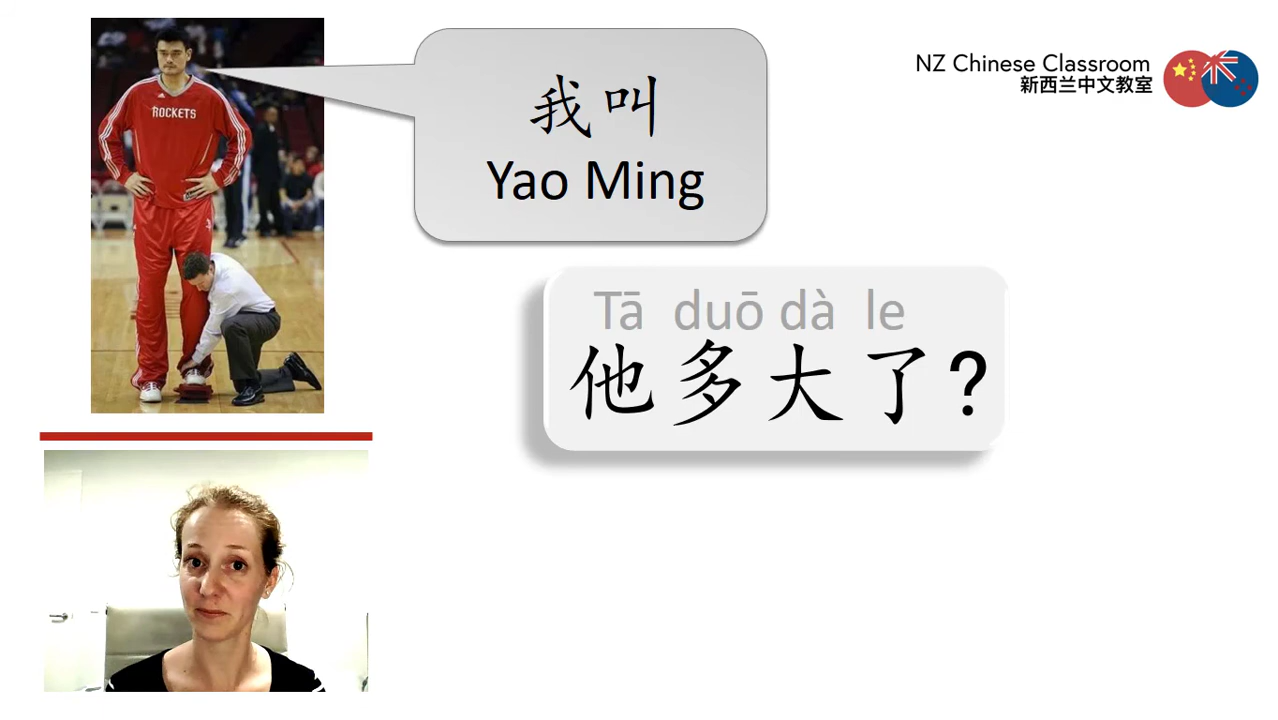 ROCKETS
我叫
Yao Ming
NZ Chinese Classroom
新西兰中文教室
Tā duō dà le
他多大了?